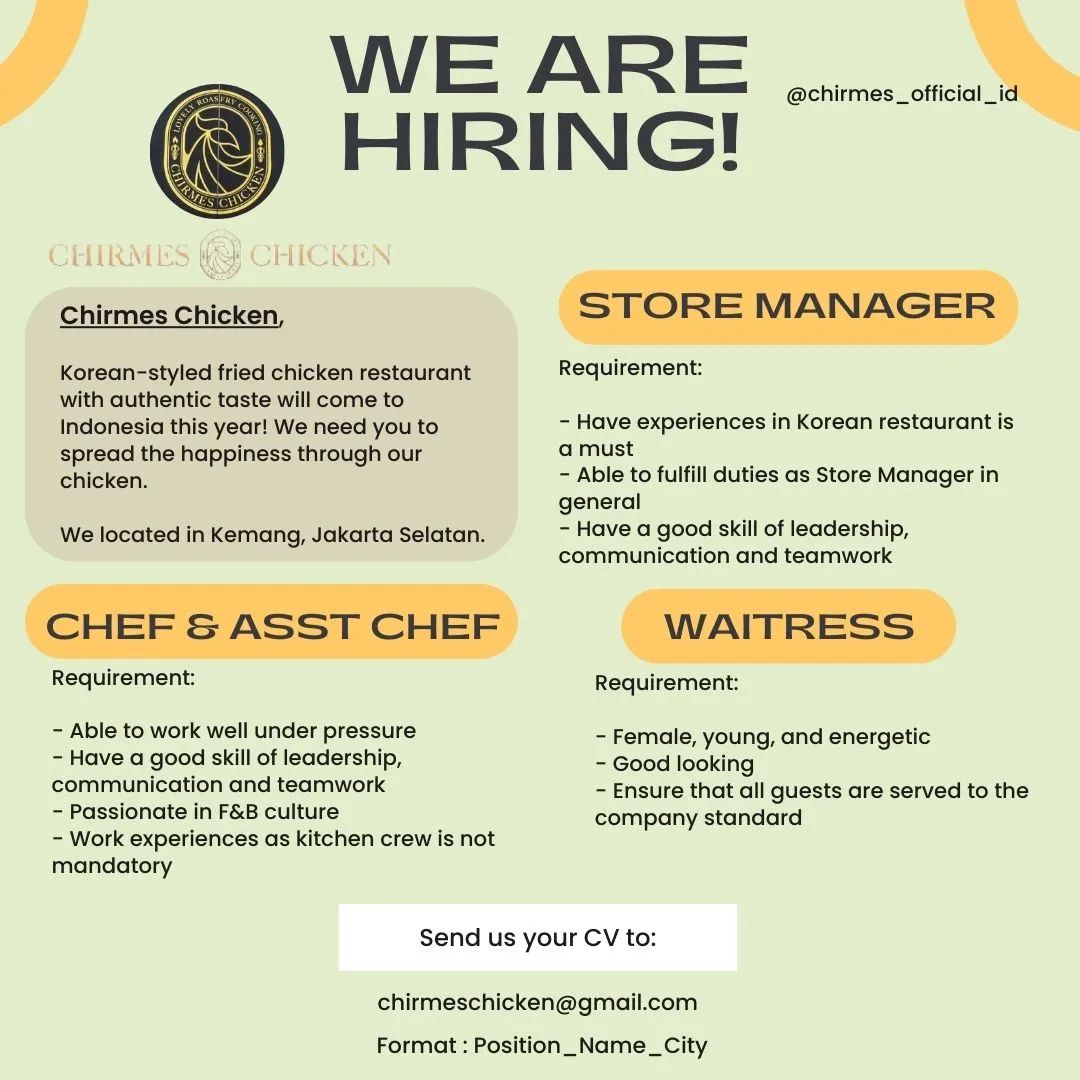 WE ARE
HIRING!
@chirmes_official_id
LOVELY ROASTRY COOKING
CHIRMES CHICKEN
CHIRMES CHICKEN
Chirmes Chicken,
Korean-styled fried chicken restaurant
with authentic taste will come to
Indonesia this year! We need you to
spread the happiness through our
chicken.
We located in Kemang, Jakarta Selatan.
STORE MANAGER
Requirement:
- Have experiences in Korean restaurant is
a must
- Able to fulfill duties as Store Manager in
general
- Have a good skill of leadership,
communication and teamwork
CHEF & ASST CHEF
Requirement:
- Able to work well under pressure
- Have a good skill of leadership,
communication and teamwork
- Passionate in F&B culture
- Work experiences as kitchen crew is not
mandatory
WAITRESS
Requirement:
- Female, young, and energetic
- Good looking
- Ensure that all guests are served to the
company standard
Send us your CV to:
chirmeschicken@gmail.com
Format : Position_Name_City